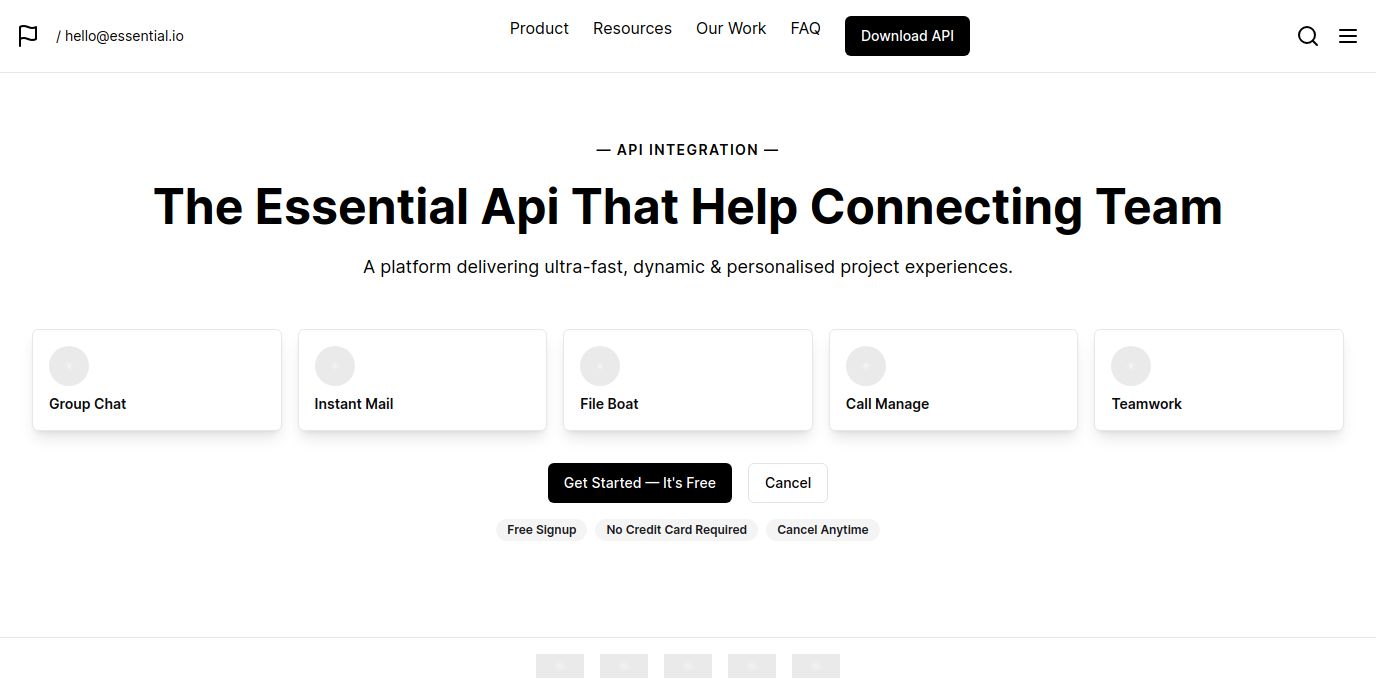 / hello@essential.io
Product Resources Our Work FAQ Download API
— API INTEGRATION —
The Essential Api That Help Connecting Team
A platform delivering ultra-fast, dynamic & personalised project experiences.
Group Chat Instant Mail File Boat Call Manage Teamwork
Get Started — It's Free Cancel
Free Signup No Credit Card Required Cancel Anytime